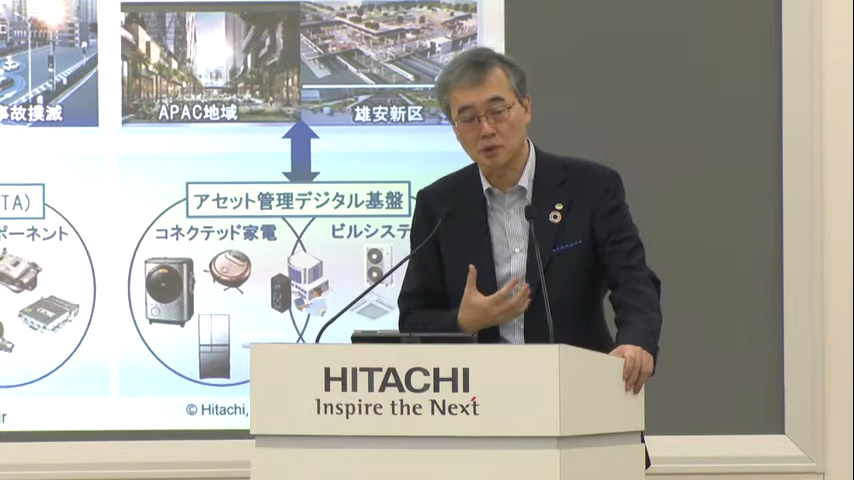 事故撲滅
APAC地域
雄安新区
TA)
アセット管理デジタル基盤
ポーネント
コネクテッド家電
ビルシステ
© Hitachi,
ir
HITACHI
Inspire the Next